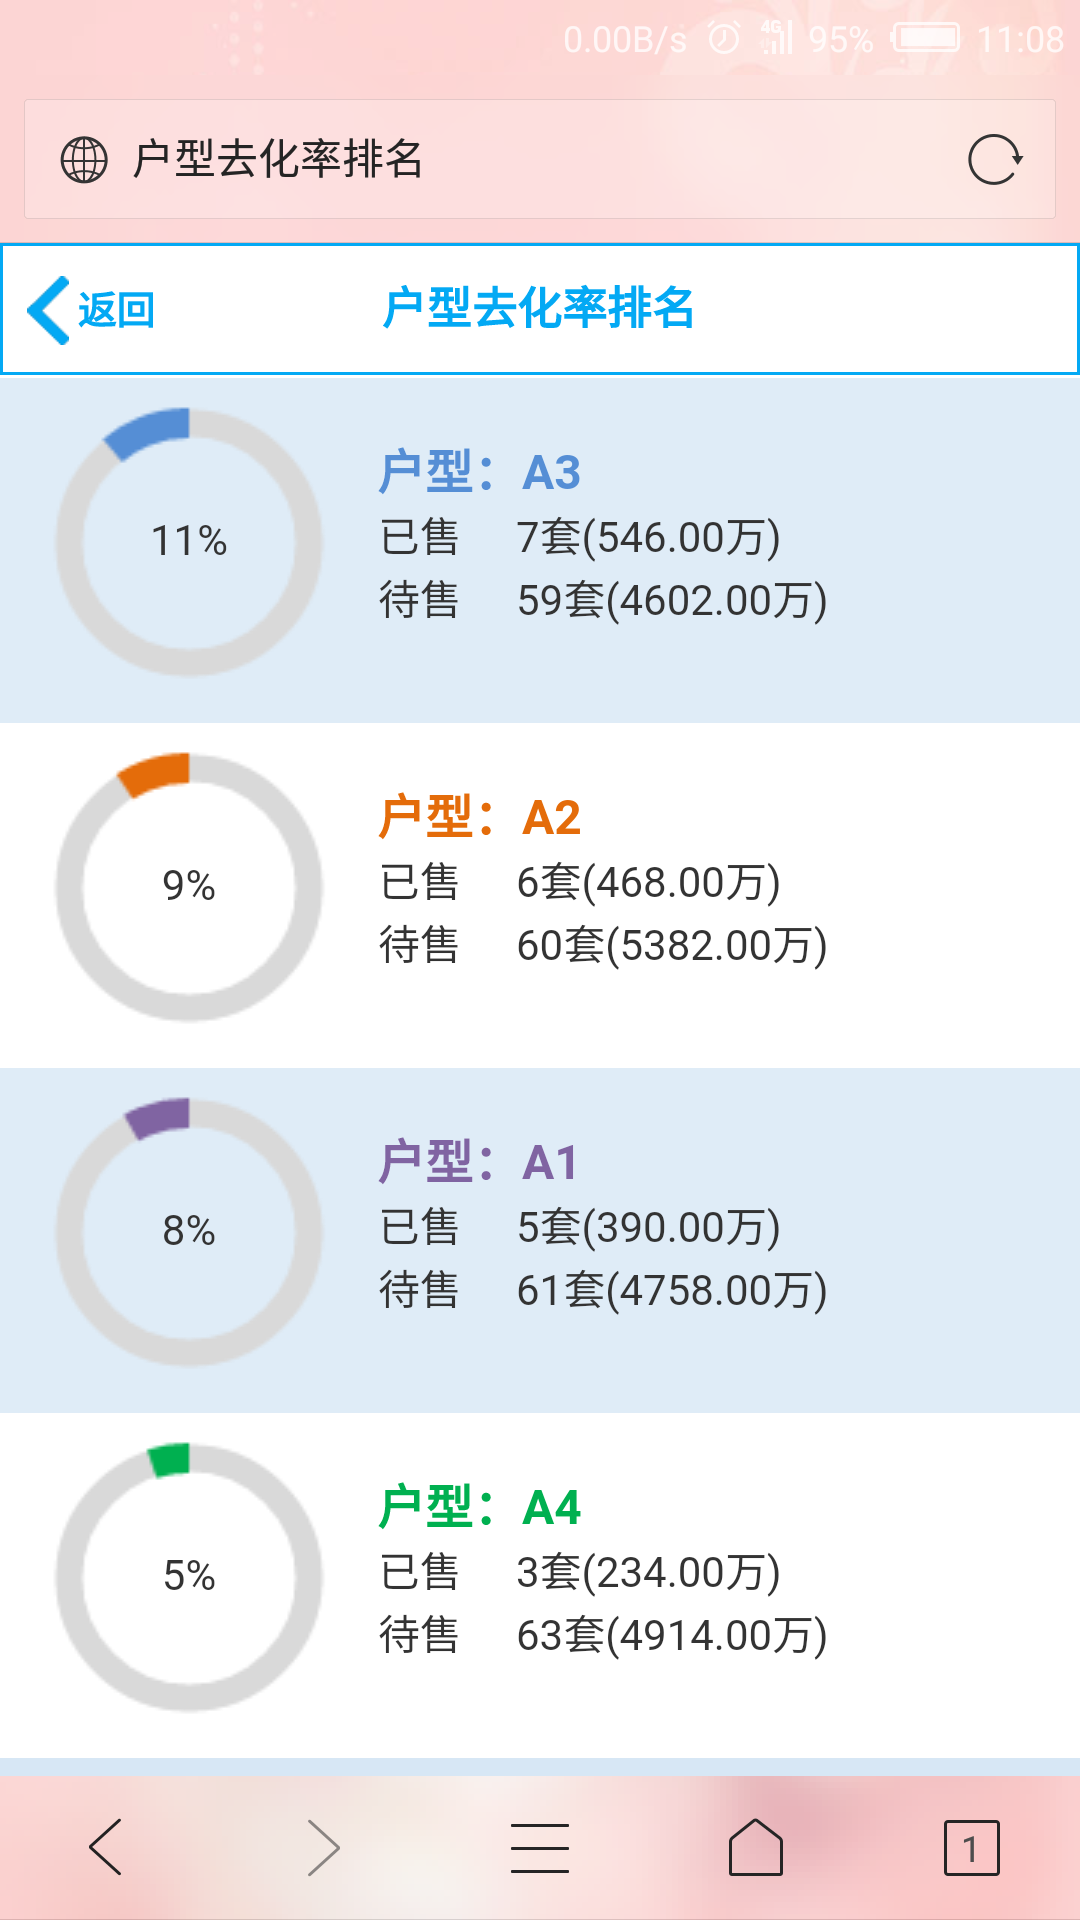 0.00B/s 4G 95% 11:08
户型去化率排名
返回 户型去化率排名
11%
户型：A3
已售 7套(546.00万)
待售 59套(4602.00万)
9%
户型：A2
已售 6套(468.00万)
待售 60套(5382.00万)
8%
户型：A1
已售 5套(390.00万)
待售 61套(4758.00万)
5%
户型：A4
已售 3套(234.00万)
待售 63套(4914.00万)
1